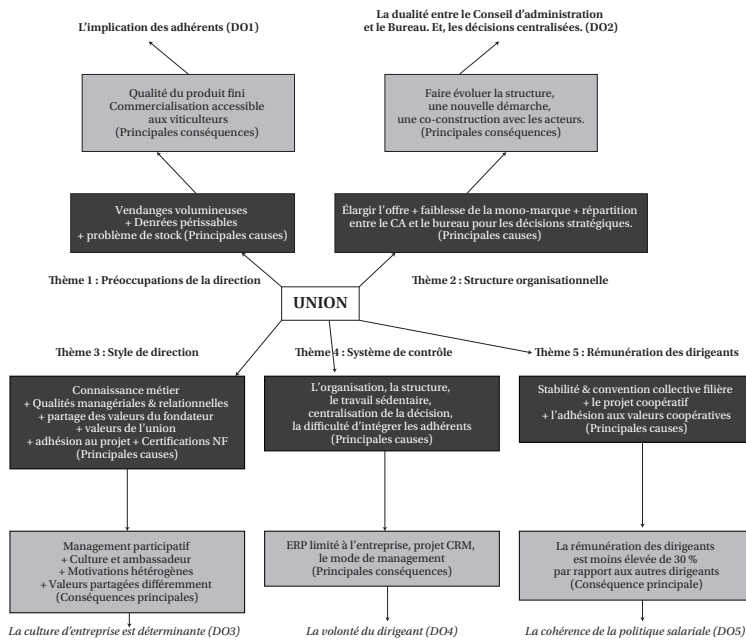 L'implication des adhérents (DO1)
La dualité entre le Conseil d'administration
et le Bureau. Et, les décisions centralisées. (DO2)
Qualité du produit fini
Commercialisation accessible
aux viticulteurs
(Principales conséquences)
Faire évoluer la structure,
une nouvelle démarche,
une co-construction avec les acteurs.
(Principales conséquences)
Vendanges volumineuses
+ Denrées périssables
+ problème de stock (Principales causes)
Élargir l'offre + faiblesse de la mono-marque + répartition
entre le CA et le bureau pour les décisions stratégiques.
(Principales causes)
Thème 1 : Préoccupations de la direction
Thème 2 : Structure organisationnelle
UNION
Thème 3 : Style de direction
Thème 4 : Système de contrôle
Thème 5 : Rémunération des dirigeants
Connaissance métier
+ Qualités managériales & relationnelles
+ partage des valeurs du fondateur
+ valeurs de l'union
+ adhésion au projet + Certifications NF
(Principales causes)
L'organisation, la structure,
le travail sédentaire,
centralisation de la décision,
la difficulté d'intégrer les adhérents
(Principales causes)
Stabilité & convention collective filière
+ le projet coopératif
+ l'adhésion aux valeurs coopératives
(Principales causes)
Management participatif
+ Culture et ambassadeur
+ Motivations hétérogènes
+ Valeurs partagées différemment
(Conséquences principales)
ERP limité à l'entreprise, projet CRM,
le mode de management
(Principales conséquences)
La rémunération des dirigeants
est moins élevée de 30 %
par rapport aux autres dirigeants
(Conséquence principale)
La culture d'entreprise est déterminante (DO3)
La volonté du dirigeant (DO4)
La cohérence de la politique salariale (DO5)